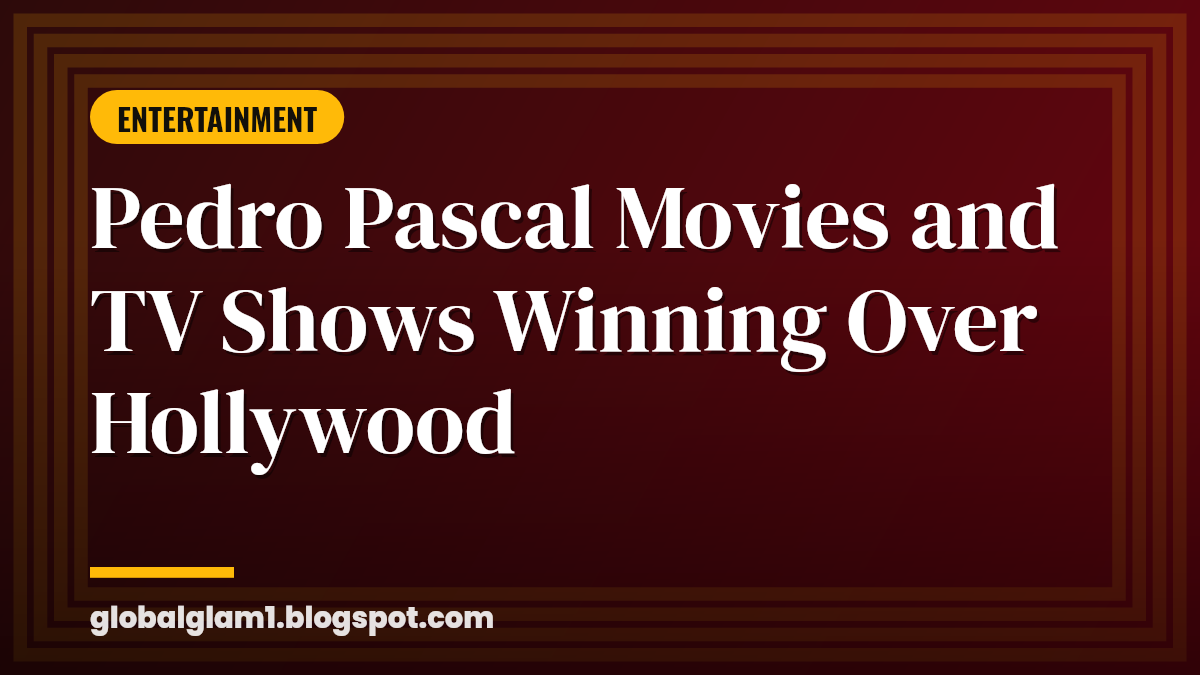 ENTERTAINMENT
Pedro Pascal Movies and
TV Shows Winning Over
Hollywood
globalglam1.blogspot.com